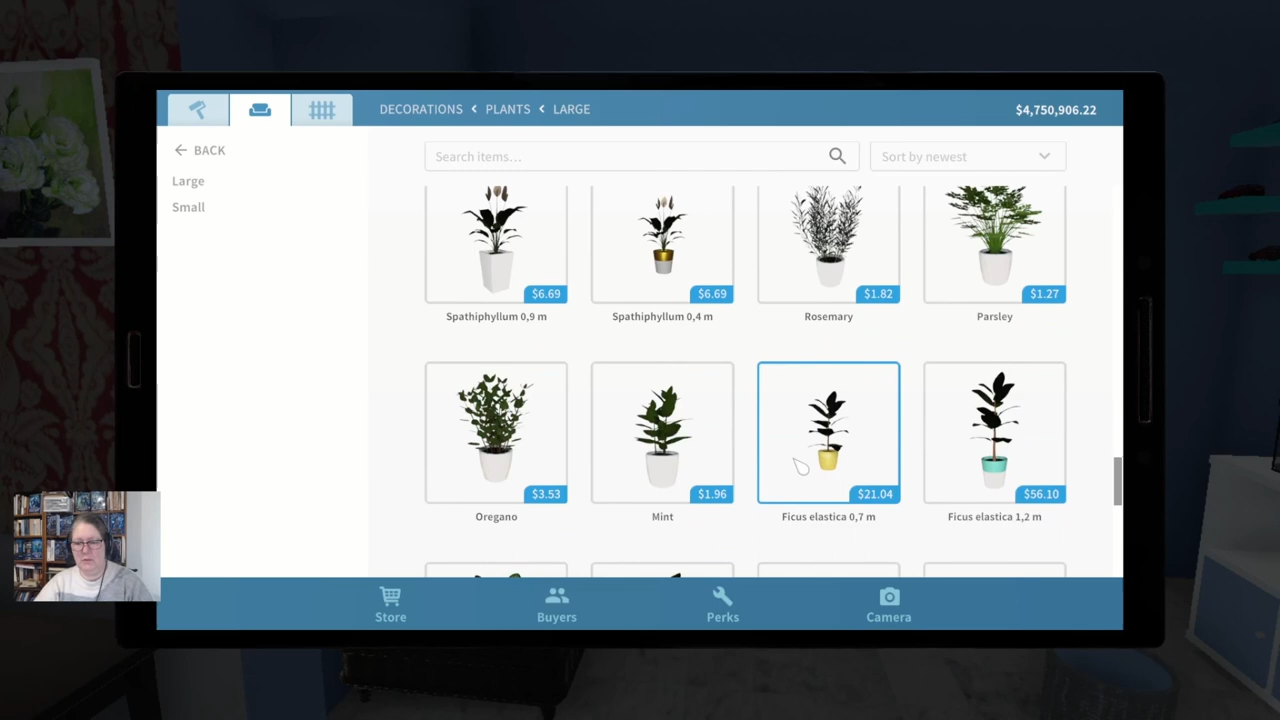 DECORATIONS < PLANTS < LARGE
$4,750,906.22
BACK
Large
Small
Search items...
Sort by newest
$6.69
$6.69
$1.82
$1.27
Spathiphyllum 0,9 m
Spathiphyllum 0,4 m
Rosemary
Parsley
$3.53
$1.96
$21.04
$56.10
Oregano
Mint
Ficus elastica 0,7 m
Ficus elastica 1,2 m
Store
Buyers
Perks
Camera